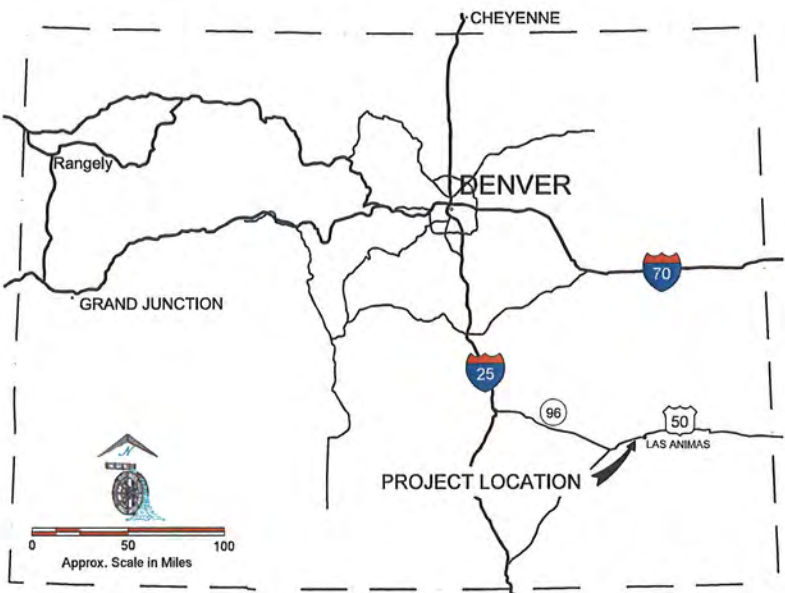 CHEYENNE
Rangely
DENVER
70
GRAND JUNCTION
25
96
50
LAS ANIMAS
PROJECT LOCATION
N
0 50 100
Approx. Scale in Miles